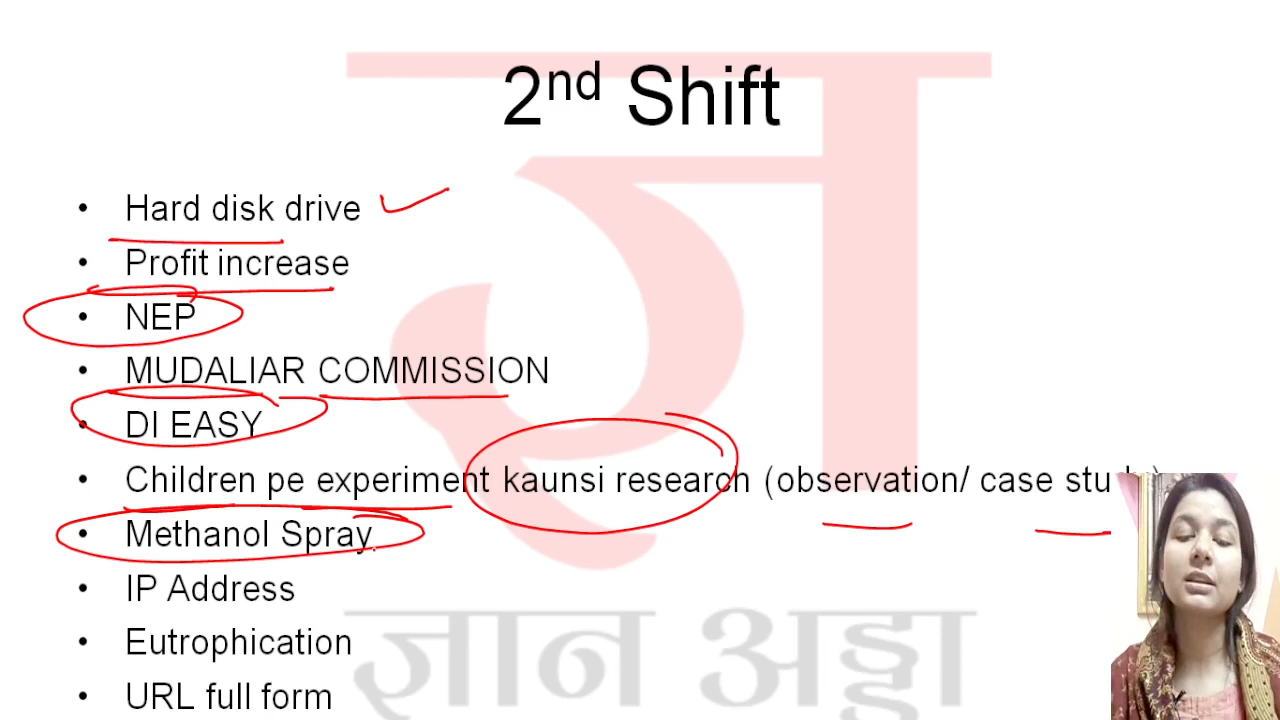 2nd Shift
• Hard disk drive
• Profit increase
• NEP
• MUDALIAR COMMISSION
• DI EASY
• Children pe experiment kaunsi research (observation/ case study)
• Methanol Spray
• IP Address
• Eutrophication
• URL full form
ज्ञान अड्डा